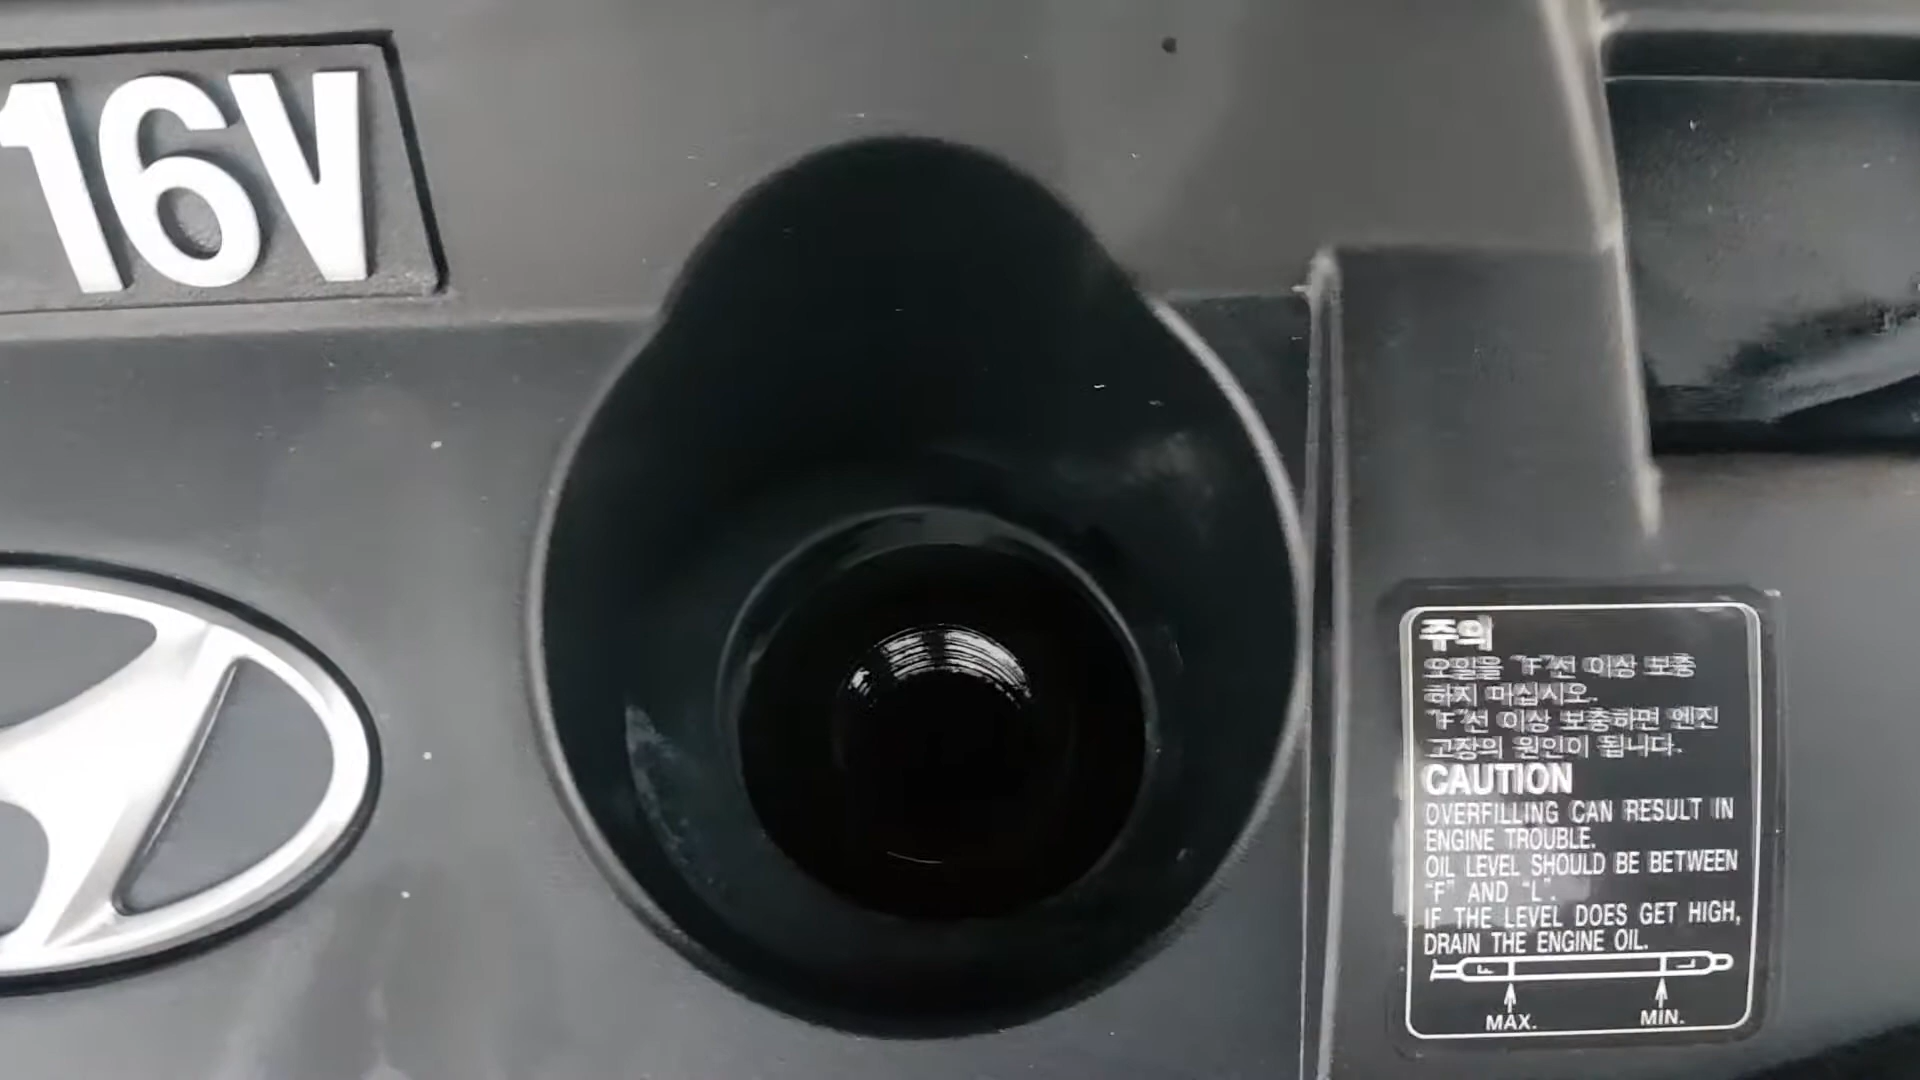 16V
주의
오일을 "F"선 이상 보충
하지 마십시오.
"F"선 이상 보충하면 엔진
고장의 원인이 됩니다.
CAUTION
OVERFILLING CAN RESULT IN
ENGINE TROUBLE.
OIL LEVEL SHOULD BE BETWEEN
"F" AND "L".
IF THE LEVEL DOES GET HIGH,
DRAIN THE ENGINE OIL.
F L
MAX. MIN.